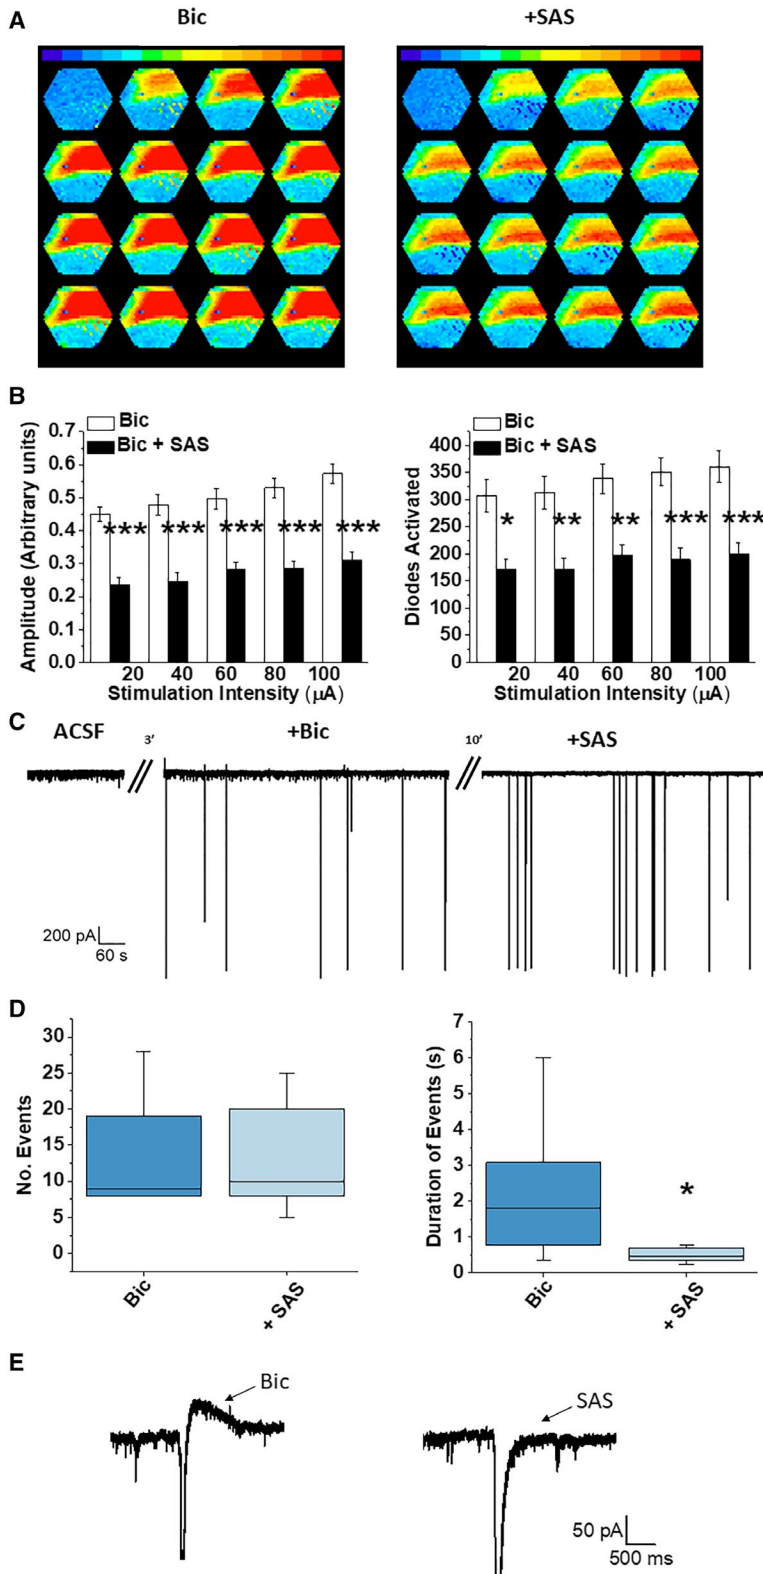 A
Bic
+SAS
B
Bic
Bic + SAS
Amplitude (Arbitrary units)
0.7
0.6
0.5
0.4
0.3
0.2
0.1
0.0
*** *** *** *** ***
20 40 60 80 100
Stimulation Intensity (µA)
Bic
Bic + SAS
Diodes Activated
400
350
300
250
200
150
100
50
0
* ** ** *** ***
20 40 60 80 100
Stimulation Intensity (µA)
C
ACSF
3'
+Bic
10'
+SAS
200 pA
60 s
D
No. Events
30
25
20
15
10
5
0
Bic
+ SAS
Duration of Events (s)
7
6
5
4
3
2
1
0
*
Bic
+ SAS
E
Bic
SAS
50 pA
500 ms